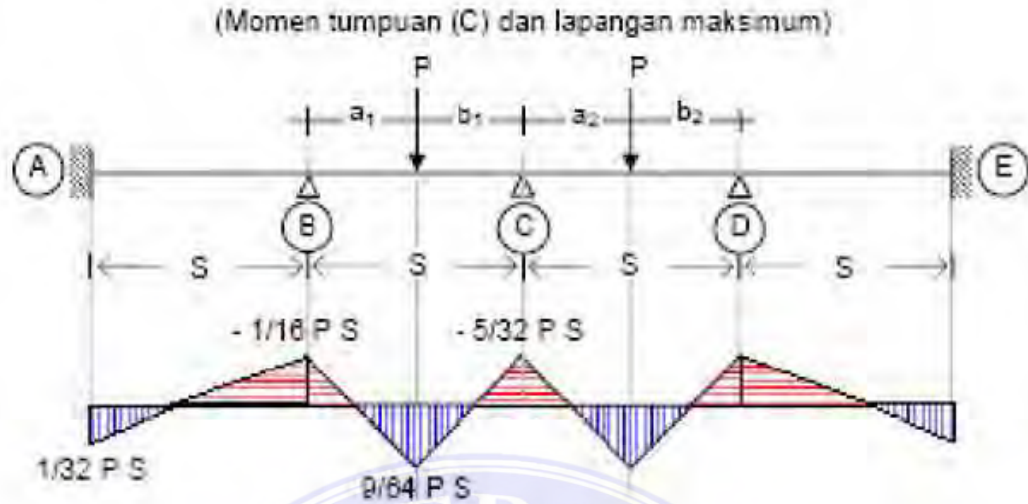 (Momen tumpuan (C) dan lapangan maksimum)
P P
a₁ b₁ a₂ b₂
A E
B C D
S S S S
- 1/16 P S - 5/32 P S
1/32 P S
9/64 P S